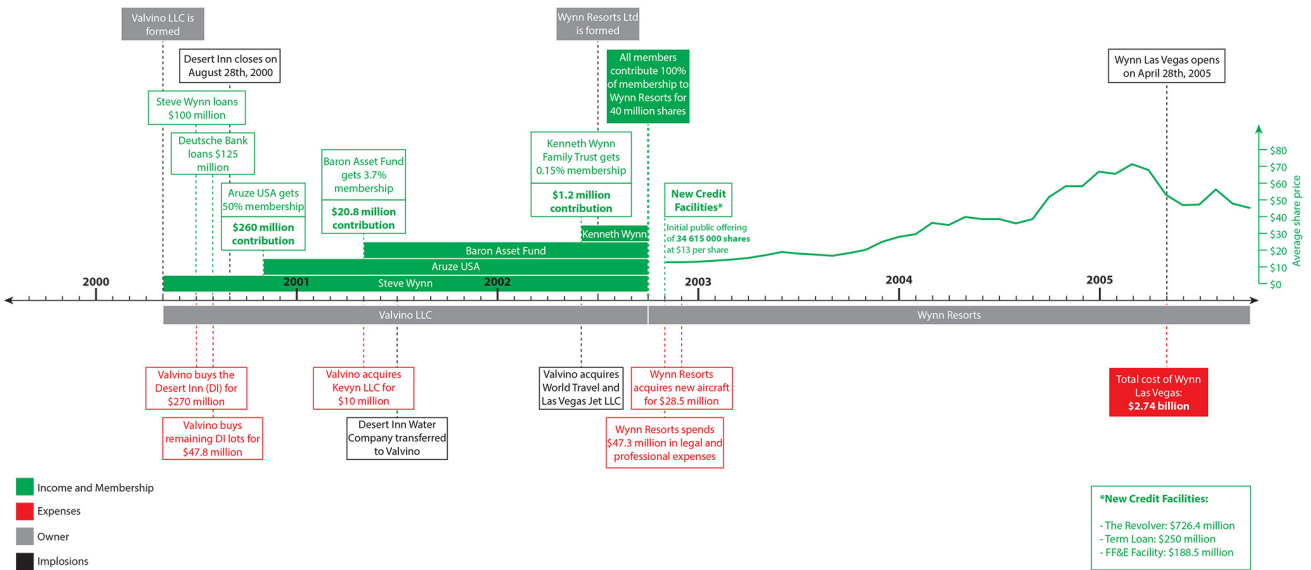 Valvino LLC is
formed
Wynn Resorts Ltd
is formed
Desert Inn closes on
August 28th, 2000
All members
contribute 100%
of membership to
Wynn Resorts for
40 million shares
Wynn Las Vegas opens
on April 28th, 2005
Steve Wynn loans
$100 million
Deutsche Bank
loans $125
million
Aruze USA gets
50% membership
$260 million
contribution
Baron Asset Fund
gets 3.7%
membership
$20.8 million
contribution
Kenneth Wynn
Family Trust gets
0.15% membership
$1.2 million
contribution
New Credit
Facilities*
Initial public offering
of 34 615 000 shares
at $13 per share
$80
$70
$60
$50
$40
$30
$20
$10
$0
Average share price
Kenneth Wynn
Baron Asset Fund
Aruze USA
Steve Wynn
2000
2001
2002
2003
2004
2005
Valvino LLC
Wynn Resorts
Valvino buys the
Desert Inn (DI) for
$270 million
Valvino buys
remaining DI lots for
$47.8 million
Valvino acquires
Kevyn LLC for
$10 million
Desert Inn Water
Company transferred
to Valvino
Valvino acquires
World Travel and
Las Vegas Jet LLC
Wynn Resorts
acquires new aircraft
for $28.5 million
Wynn Resorts spends
$47.3 million in legal and
professional expenses
Total cost of Wynn
Las Vegas:
$2.74 billion
Income and Membership
Expenses
Owner
Implosions
*New Credit Facilities:
- The Revolver: $726.4 million
- Term Loan: $250 million
- FF&E Facility: $188.5 million